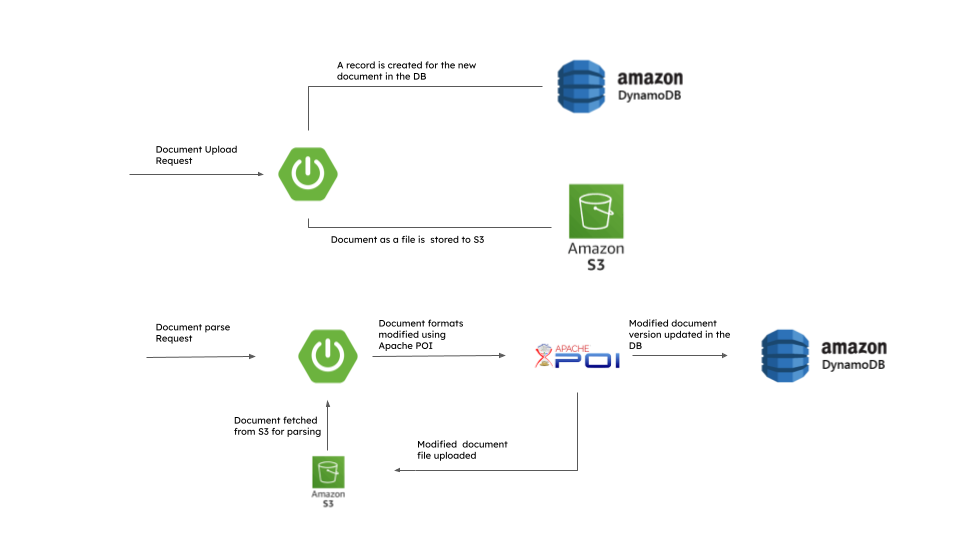 A record is created for the new
document in the DB
amazon
DynamoDB
Document Upload
Request
Document as a file is  stored to S3
Amazon
S3
Document parse
Request
Document formats
modified using
Apache POI
APACHE
POI
Modified document
version updated in the
DB
amazon
DynamoDB
Document fetched
from S3 for parsing
Modified  document
file uploaded
Amazon
S3